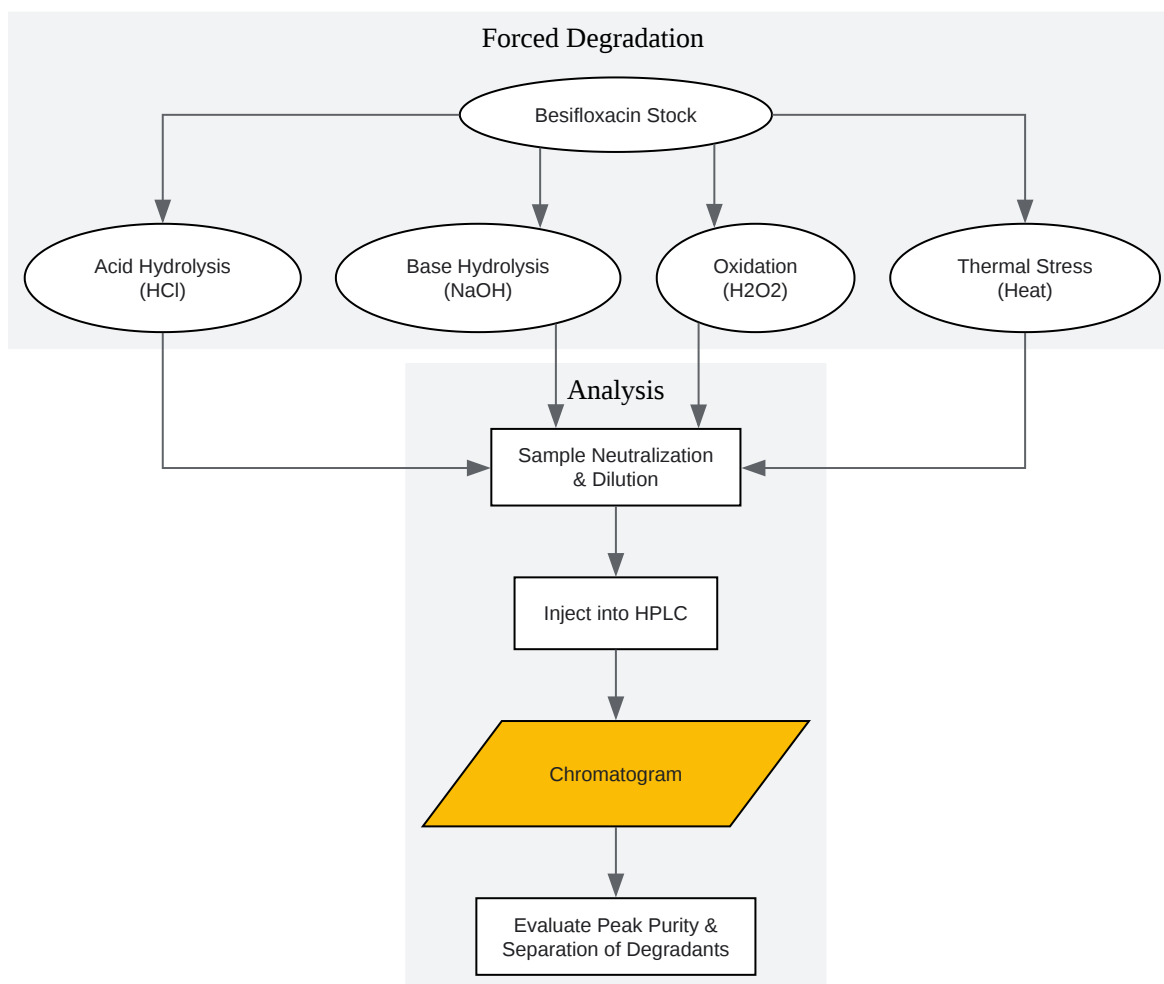 Forced Degradation
Besifloxacin Stock
Acid Hydrolysis
(HCl)
Base Hydrolysis
(NaOH)
Oxidation
(H2O2)
Thermal Stress
(Heat)
Analysis
Sample Neutralization
& Dilution
Inject into HPLC
Chromatogram
Evaluate Peak Purity &
Separation of Degradants